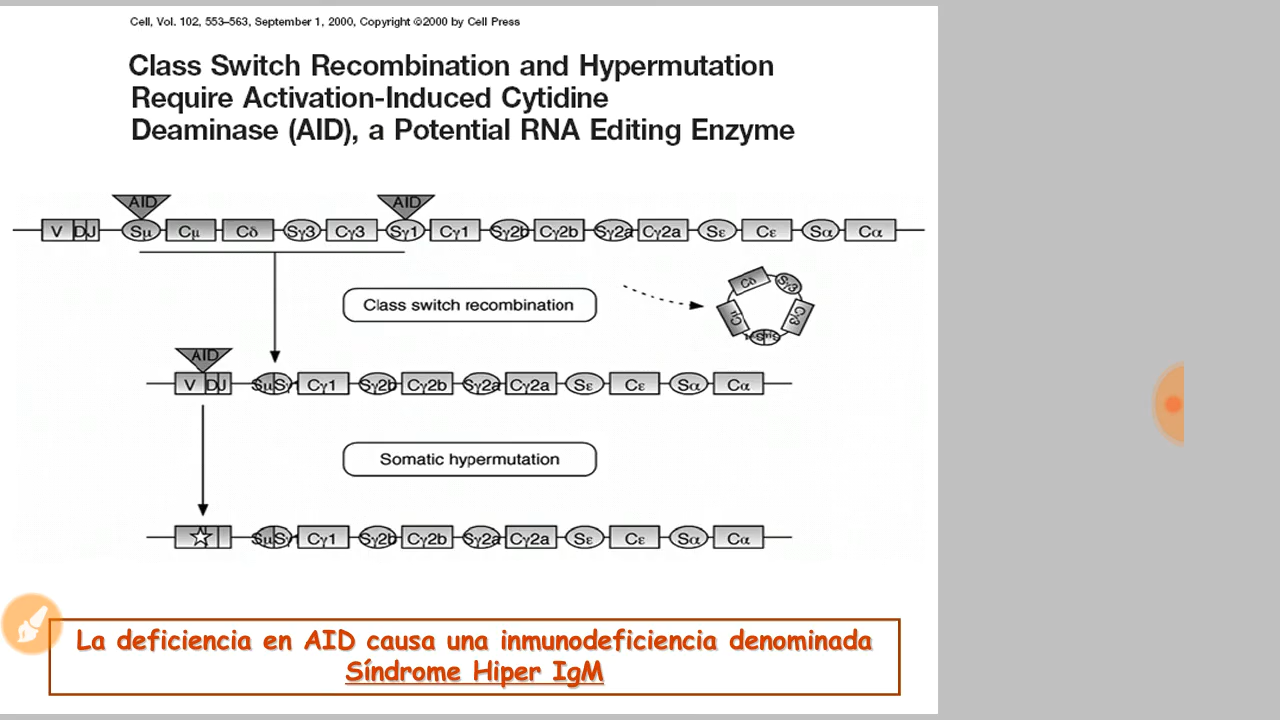 Cell, Vol. 102, 553–563, September 1, 2000, Copyright ©2000 by Cell Press
Class Switch Recombination and Hypermutation
Require Activation-Induced Cytidine
Deaminase (AID), a Potential RNA Editing Enzyme
AID AID
V DJ Sμ Cμ Cδ Sγ3 Cγ3 Sγ1 Cγ1 Sγ2b Cγ2b Sγ2a Cγ2a Sε Cε Sα Cα
Class switch recombination
Cδ Sγ3 Cγ3 Cμ
AID
V DJ SμSγ1 Cγ1 Sγ2b Cγ2b Sγ2a Cγ2a Sε Cε Sα Cα
Somatic hypermutation
SμSγ1 Cγ1 Sγ2b Cγ2b Sγ2a Cγ2a Sε Cε Sα Cα
La deficiencia en AID causa una inmunodeficiencia denominada
Síndrome Hiper IgM